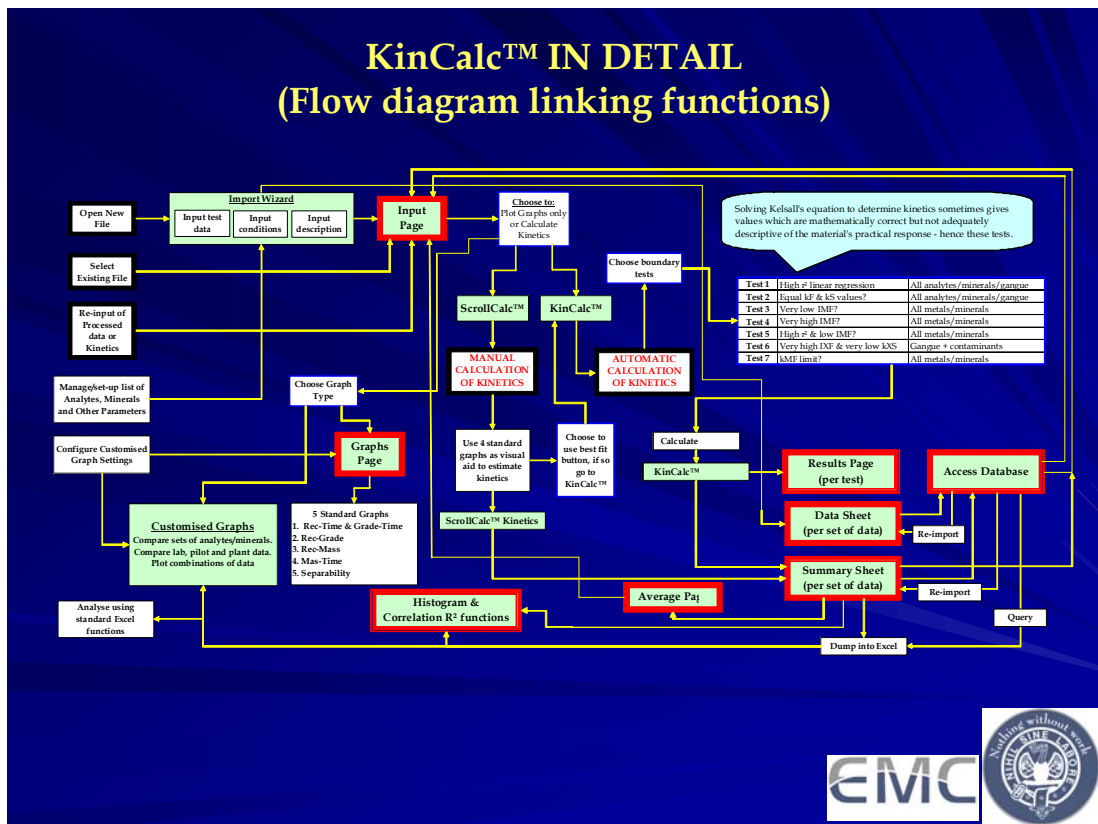 KinCalc™ IN DETAIL
(Flow diagram linking functions)
Open New
File
Import Wizard
Input test
data
Input
conditions
Input
description
Input
Page
Choose to:
Plot Graphs only
or Calculate
Kinetics
Solving Kelsall's equation to determine kinetics sometimes gives
values which are mathematically correct but not adequately
descriptive of the material's practical response - hence these tests.
Select
Existing File
Choose boundary
tests
Re-input of
Processed
data or
Kinetics
ScrollCalc™
KinCalc™
Test 1 High r² linear regression All analytes/minerals/gangue
Test 2 Equal kF & kS values? All analytes/minerals/gangue
Test 3 Very low IMF? All metals/minerals
Test 4 Very high IMF? All metals/minerals
Test 5 High r² & low IMF? All metals/minerals
Test 6 Very high IXF & very low kXS Gangue + contaminants
Test 7 kMF limit? All metals/minerals
MANUAL
CALCULATION
OF KINETICS
AUTOMATIC
CALCULATION
OF KINETICS
Manage/set-up list of
Analytes, Minerals
and Other Parameters
Choose Graph
Type
Configure Customised
Graph Settings
Graphs
Page
Use 4 standard
graphs as visual
aid to estimate
kinetics
Choose to
use best fit
button, if so
go to
KinCalc™
Calculate
KinCalc™
Results Page
(per test)
Access Database
Customised Graphs
Compare sets of analytes/minerals.
Compare lab, pilot and plant data.
Plot combinations of data
5 Standard Graphs
1. Rec-Time & Grade-Time
2. Rec-Grade
3. Rec-Mass
4. Mas-Time
5. Separability
ScrollCalc™ Kinetics
Data Sheet
(per set of data)
Re-import
Summary Sheet
(per set of data)
Re-import
Analyse using
standard Excel
functions
Histogram &
Correlation R² functions
Average Pag
Query
Dump into Excel
EMC
Nothing without work
NIHIL SINE LABORE